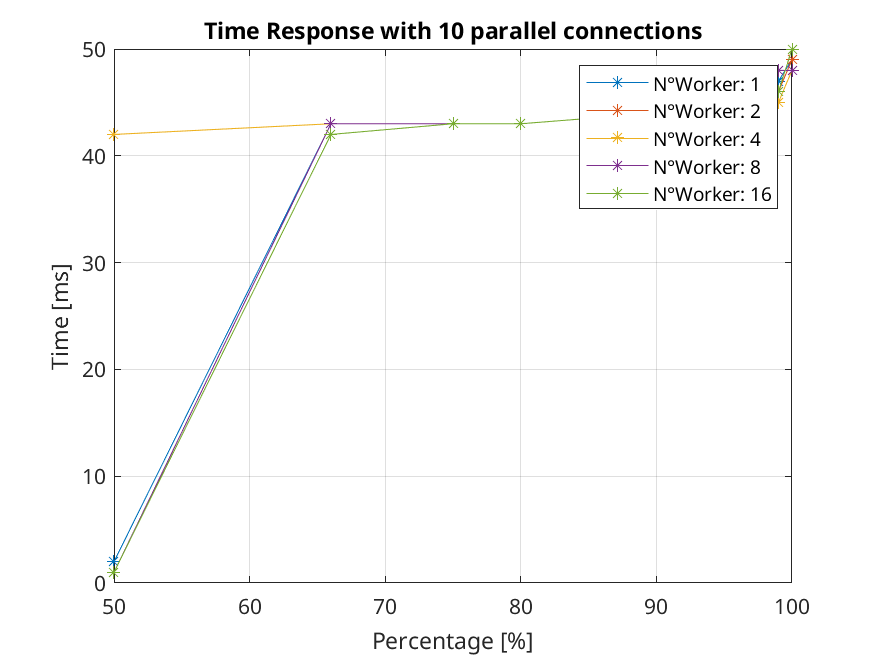 Time Response with 10 parallel connections
50
40
30
20
10
0
50 60 70 80 90 100
Time [ms]
Percentage [%]
N°Worker: 1
N°Worker: 2
N°Worker: 4
N°Worker: 8
N°Worker: 16